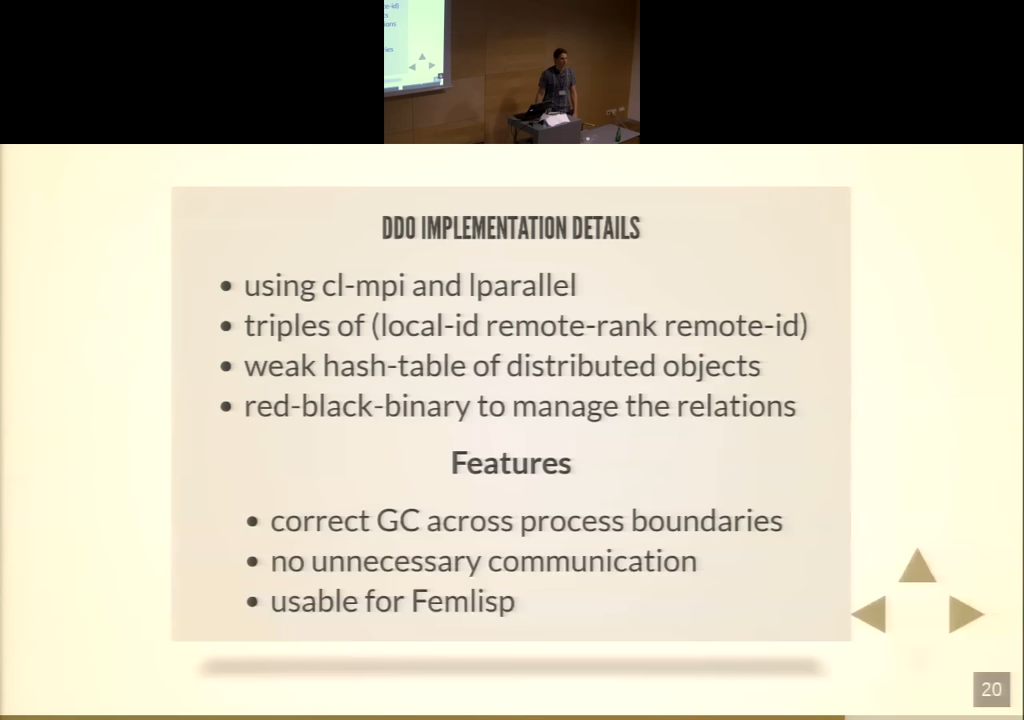 DDO IMPLEMENTATION DETAILS
• using cl-mpi and lparallel
• triples of (local-id remote-rank remote-id)
• weak hash-table of distributed objects
• red-black-binary to manage the relations
Features
• correct GC across process boundaries
• no unnecessary communication
• usable for Femlisp
20